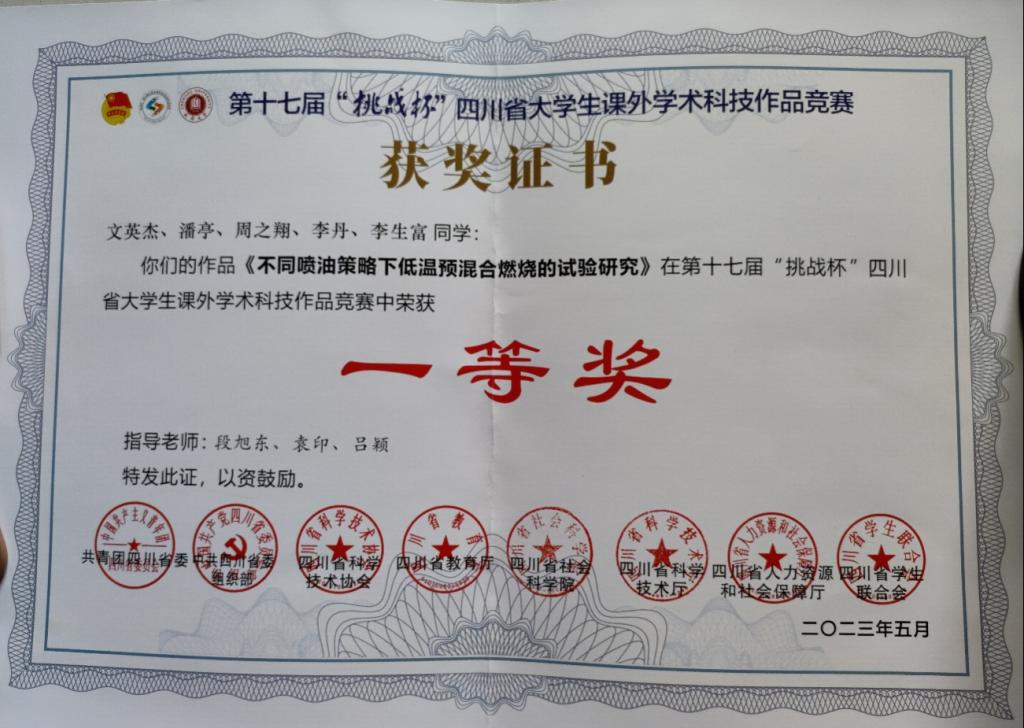 第十七届“挑战杯”四川省大学生课外学术科技作品竞赛
获奖证书
文英杰、潘亭、周之翔、李丹、李生富 同学：
你们的作品《不同喷油策略下低温预混合燃烧的试验研究》在第十七届“挑战杯”四川
省大学生课外学术科技作品竞赛中荣获
一等奖
指导老师：段旭东、袁印、吕颖
特发此证，以资鼓励。
共青团四川省委
中共四川省委
组织部
四川省科学
技术协会
四川省教育厅
四川省社会
科学院
四川省科学
技术厅
四川省人力资源
和社会保障厅
四川省学生
联合会
二〇二三年五月